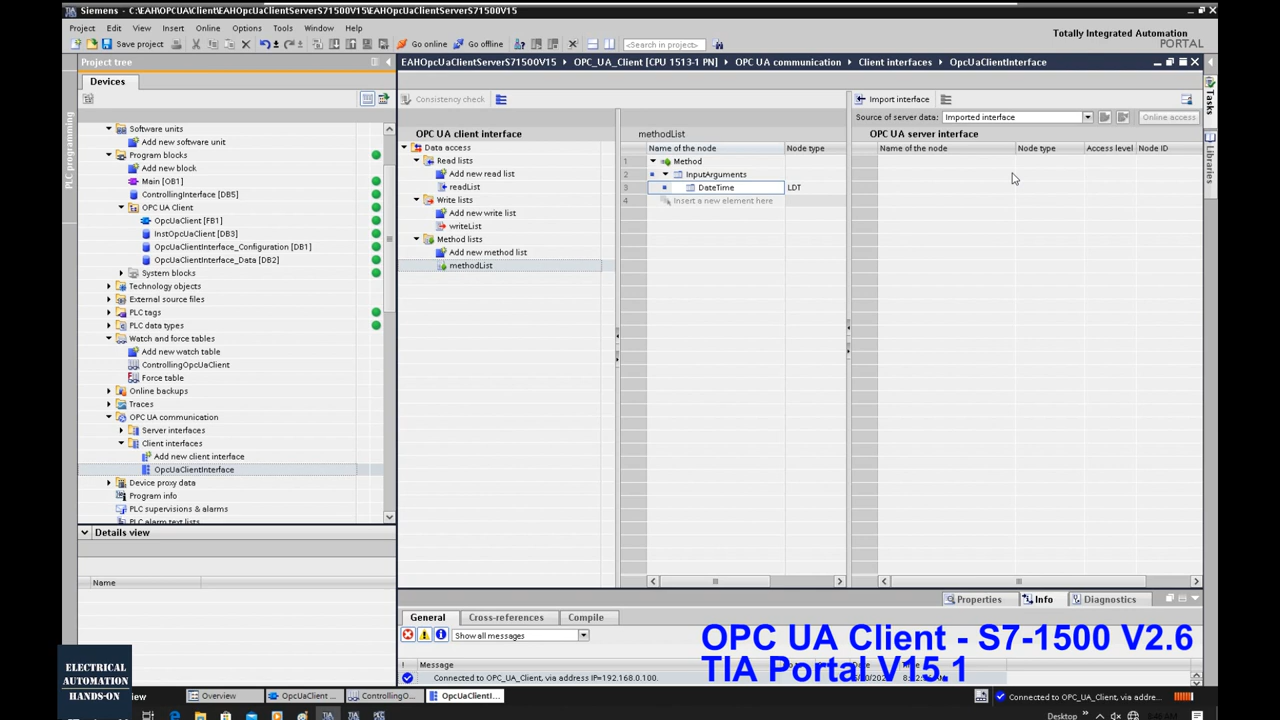 Siemens - C:\EAH\OPCUA\Client\EAHOpcUaClientServerS71500V15\EAHOpcUaClientServerS71500V15
Project Edit View Insert Online Options Tools Window Help
Totally Integrated Automation
PORTAL
Save project
Go online
Go offline
<Search in project>
Project tree
EAHOpcUaClientServerS71500V15 OPC_UA_Client [CPU 1513-1 PN] OPC UA communication Client interfaces OpcUaClientInterface
Devices
PLC programming
Software units
Add new software unit
Program blocks
Add new block
Main [OB1]
ControllingInterface [DB5]
OPC UA Client
OpcUaClient [FB1]
InstOpcUaClient [DB3]
OpcUaClientInterface_Configuration [DB1]
OpcUaClientInterface_Data [DB2]
System blocks
Technology objects
External source files
PLC tags
PLC data types
Watch and force tables
Add new watch table
ControllingOpcUaClient
Force table
Online backups
Traces
OPC UA communication
Server interfaces
Client interfaces
Add new client interface
OpcUaClientInterface
Device proxy data
Program info
PLC supervisions & alarms
PLC alarm text lists
Details view
Name
Consistency check
OPC UA client interface
Data access
Read lists
Add new read list
readList
Write lists
Add new write list
writeList
Method lists
Add new method list
methodList
methodList
Name of the node Node type
1 Method
2 InputArguments
3 DateTime LDT
4 Insert a new element here
Import interface
Source of server data: Imported interface Online access
OPC UA server interface
Name of the node Node type Access level Node ID
Tasks
Libraries
Properties Info Diagnostics
General Cross-references Compile
Show all messages
! Message
Connected to OPC_UA_Client, via address IP=192.168.0.100.
OPC UA Client - S7-1500 V2.6
TIA Portal V15.1
ELECTRICAL
AUTOMATION
HANDS-ON
Overview
OpcUaClient ...
ControllingO...
OpcUaClientI...
Connected to OPC_UA_Client, via addre...
Desktop